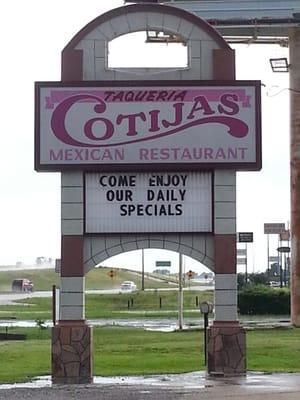 TAQUERIA
COTIJAS
MEXICAN RESTAURANT
COME ENJOY
OUR DAILY
SPECIALS